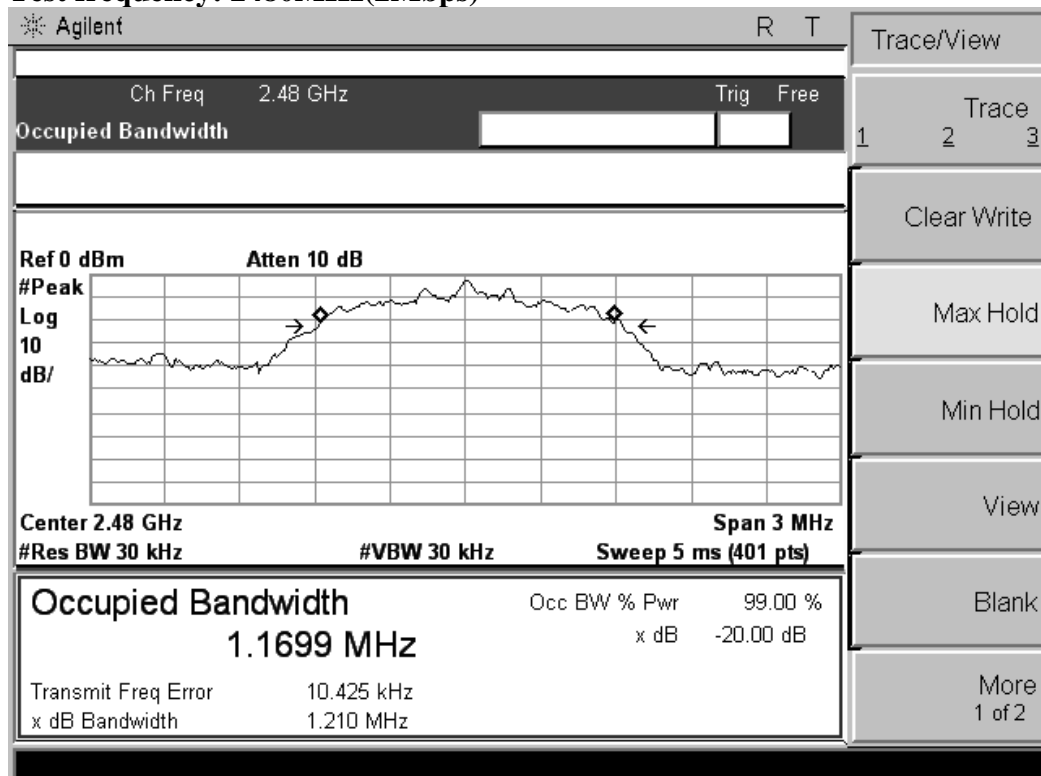 Agilent R T
Trace/View
Ch Freq 2.48 GHz Trig Free
Occupied Bandwidth
Trace
1 2 3
Clear Write
Max Hold
Min Hold
View
Blank
More
1 of 2
Ref 0 dBm Atten 10 dB
#Peak
Log
10
dB/
Center 2.48 GHz Span 3 MHz
#Res BW 30 kHz #VBW 30 kHz Sweep 5 ms (401 pts)
Occupied Bandwidth
1.1699 MHz
Occ BW % Pwr 99.00 %
x dB -20.00 dB
Transmit Freq Error 10.425 kHz
x dB Bandwidth 1.210 MHz